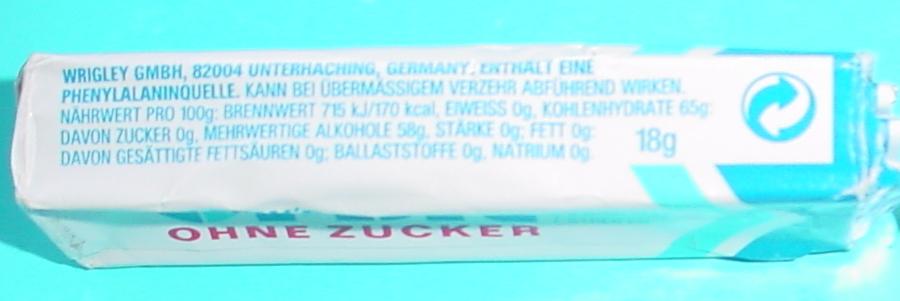 WRIGLEY GMBH, 82004 UNTERHACHING, GERMANY. ENTHÄLT EINE
PHENYLALANINQUELLE. KANN BEI ÜBERMÄSSIGEM VERZEHR ABFÜHREND WIRKEN.
NÄHRWERT PRO 100g: BRENNWERT 715 kJ/170 kcal, EIWEISS 0g, KOHLENHYDRATE 65g:
DAVON ZUCKER 0g, MEHRWERTIGE ALKOHOLE 58g, STÄRKE 0g; FETT 0g:
DAVON GESÄTTIGTE FETTSÄUREN 0g; BALLASTSTOFFE 0g, NATRIUM 0g.
18g
OHNE ZUCKER